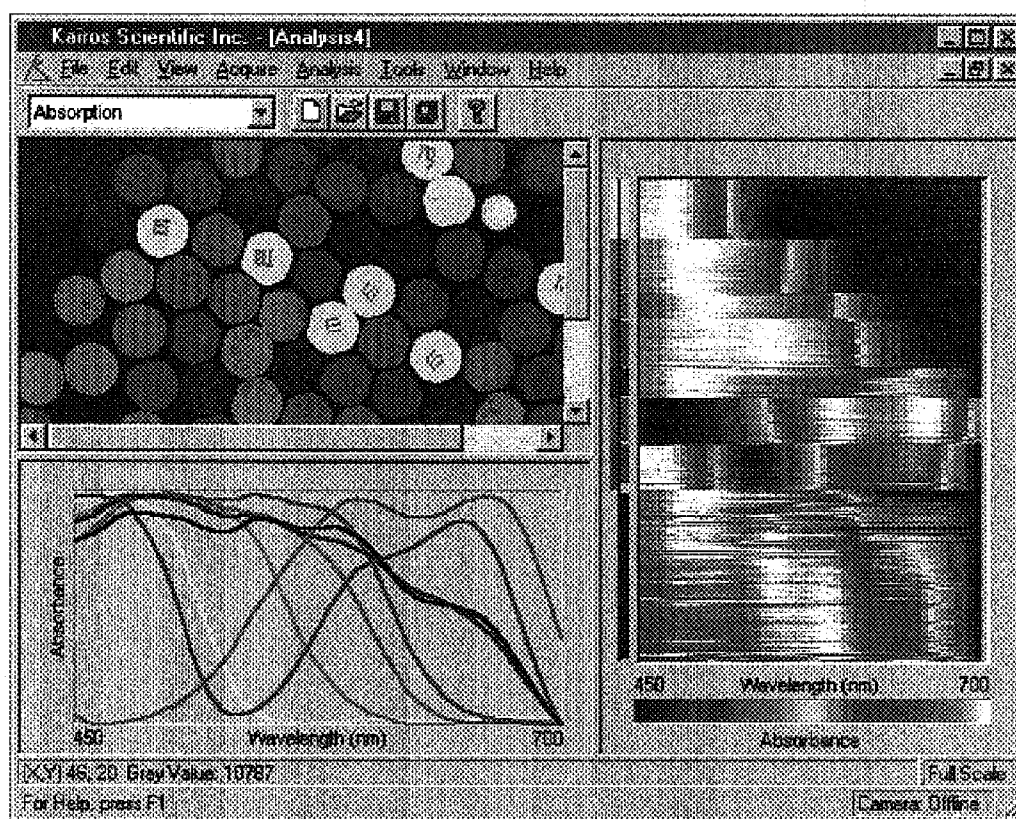 Kairos Scientific Inc. - [Analysis4]
File Edit View Acquire Analysis Tools Window Help
Absorption
Absorbance
450 Wavelength (nm) 700
450 Wavelength (nm) 700
Absorbance
(X,Y) 46, 20 Gray Value: 10787 Full Scale
For Help, press F1 Camera: Offline